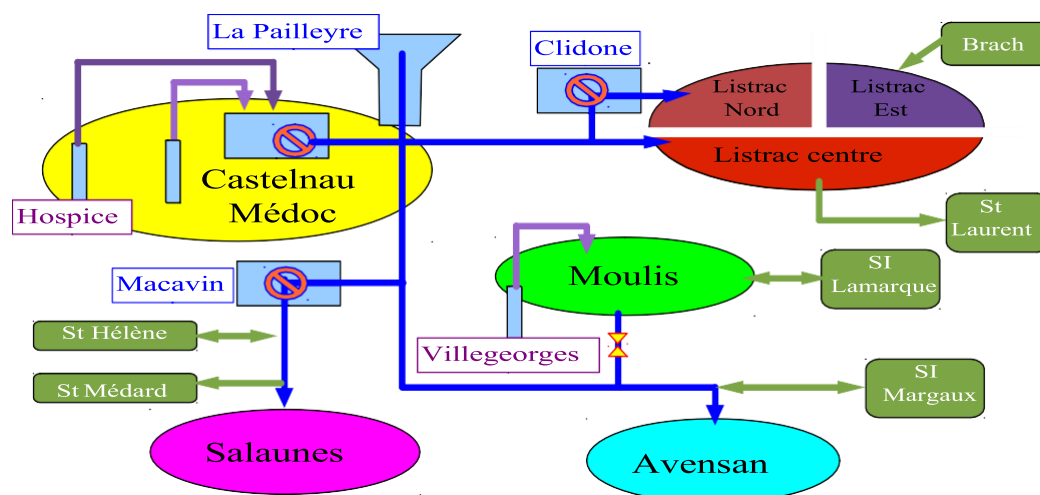 La Pailleyre
Clidone
Brach
Listrac
Nord
Listrac
Est
Listrac centre
Castelnau
Médoc
Hospice
St
Laurent
Macavin
Moulis
SI
Lamarque
St Hélène
Villegeorges
St Médard
SI
Margaux
Salaunes
Avensan